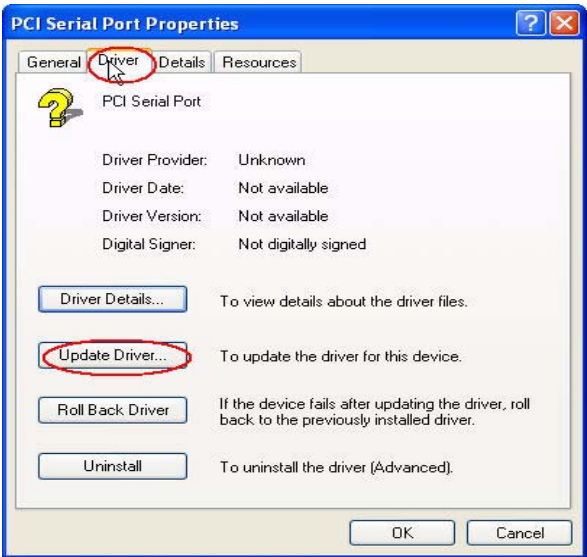 PCI Serial Port Properties
General Driver Details Resources
PCI Serial Port
Driver Provider: Unknown
Driver Date: Not available
Driver Version: Not available
Digital Signer: Not digitally signed
Driver Details... To view details about the driver files.
Update Driver... To update the driver for this device.
Roll Back Driver If the device fails after updating the driver, roll
back to the previously installed driver.
Uninstall To uninstall the driver (Advanced).
OK Cancel